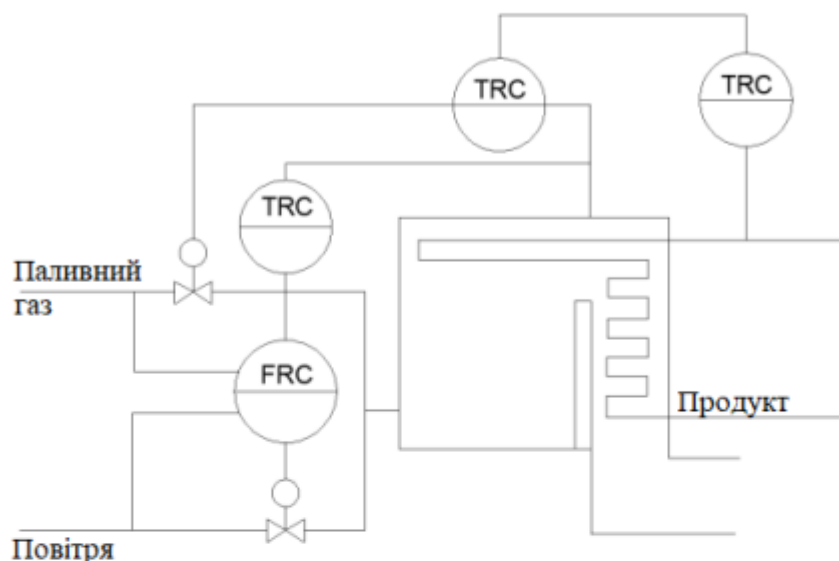 TRC
TRC
TRC
Паливний
газ
FRC
Продукт
Повітря